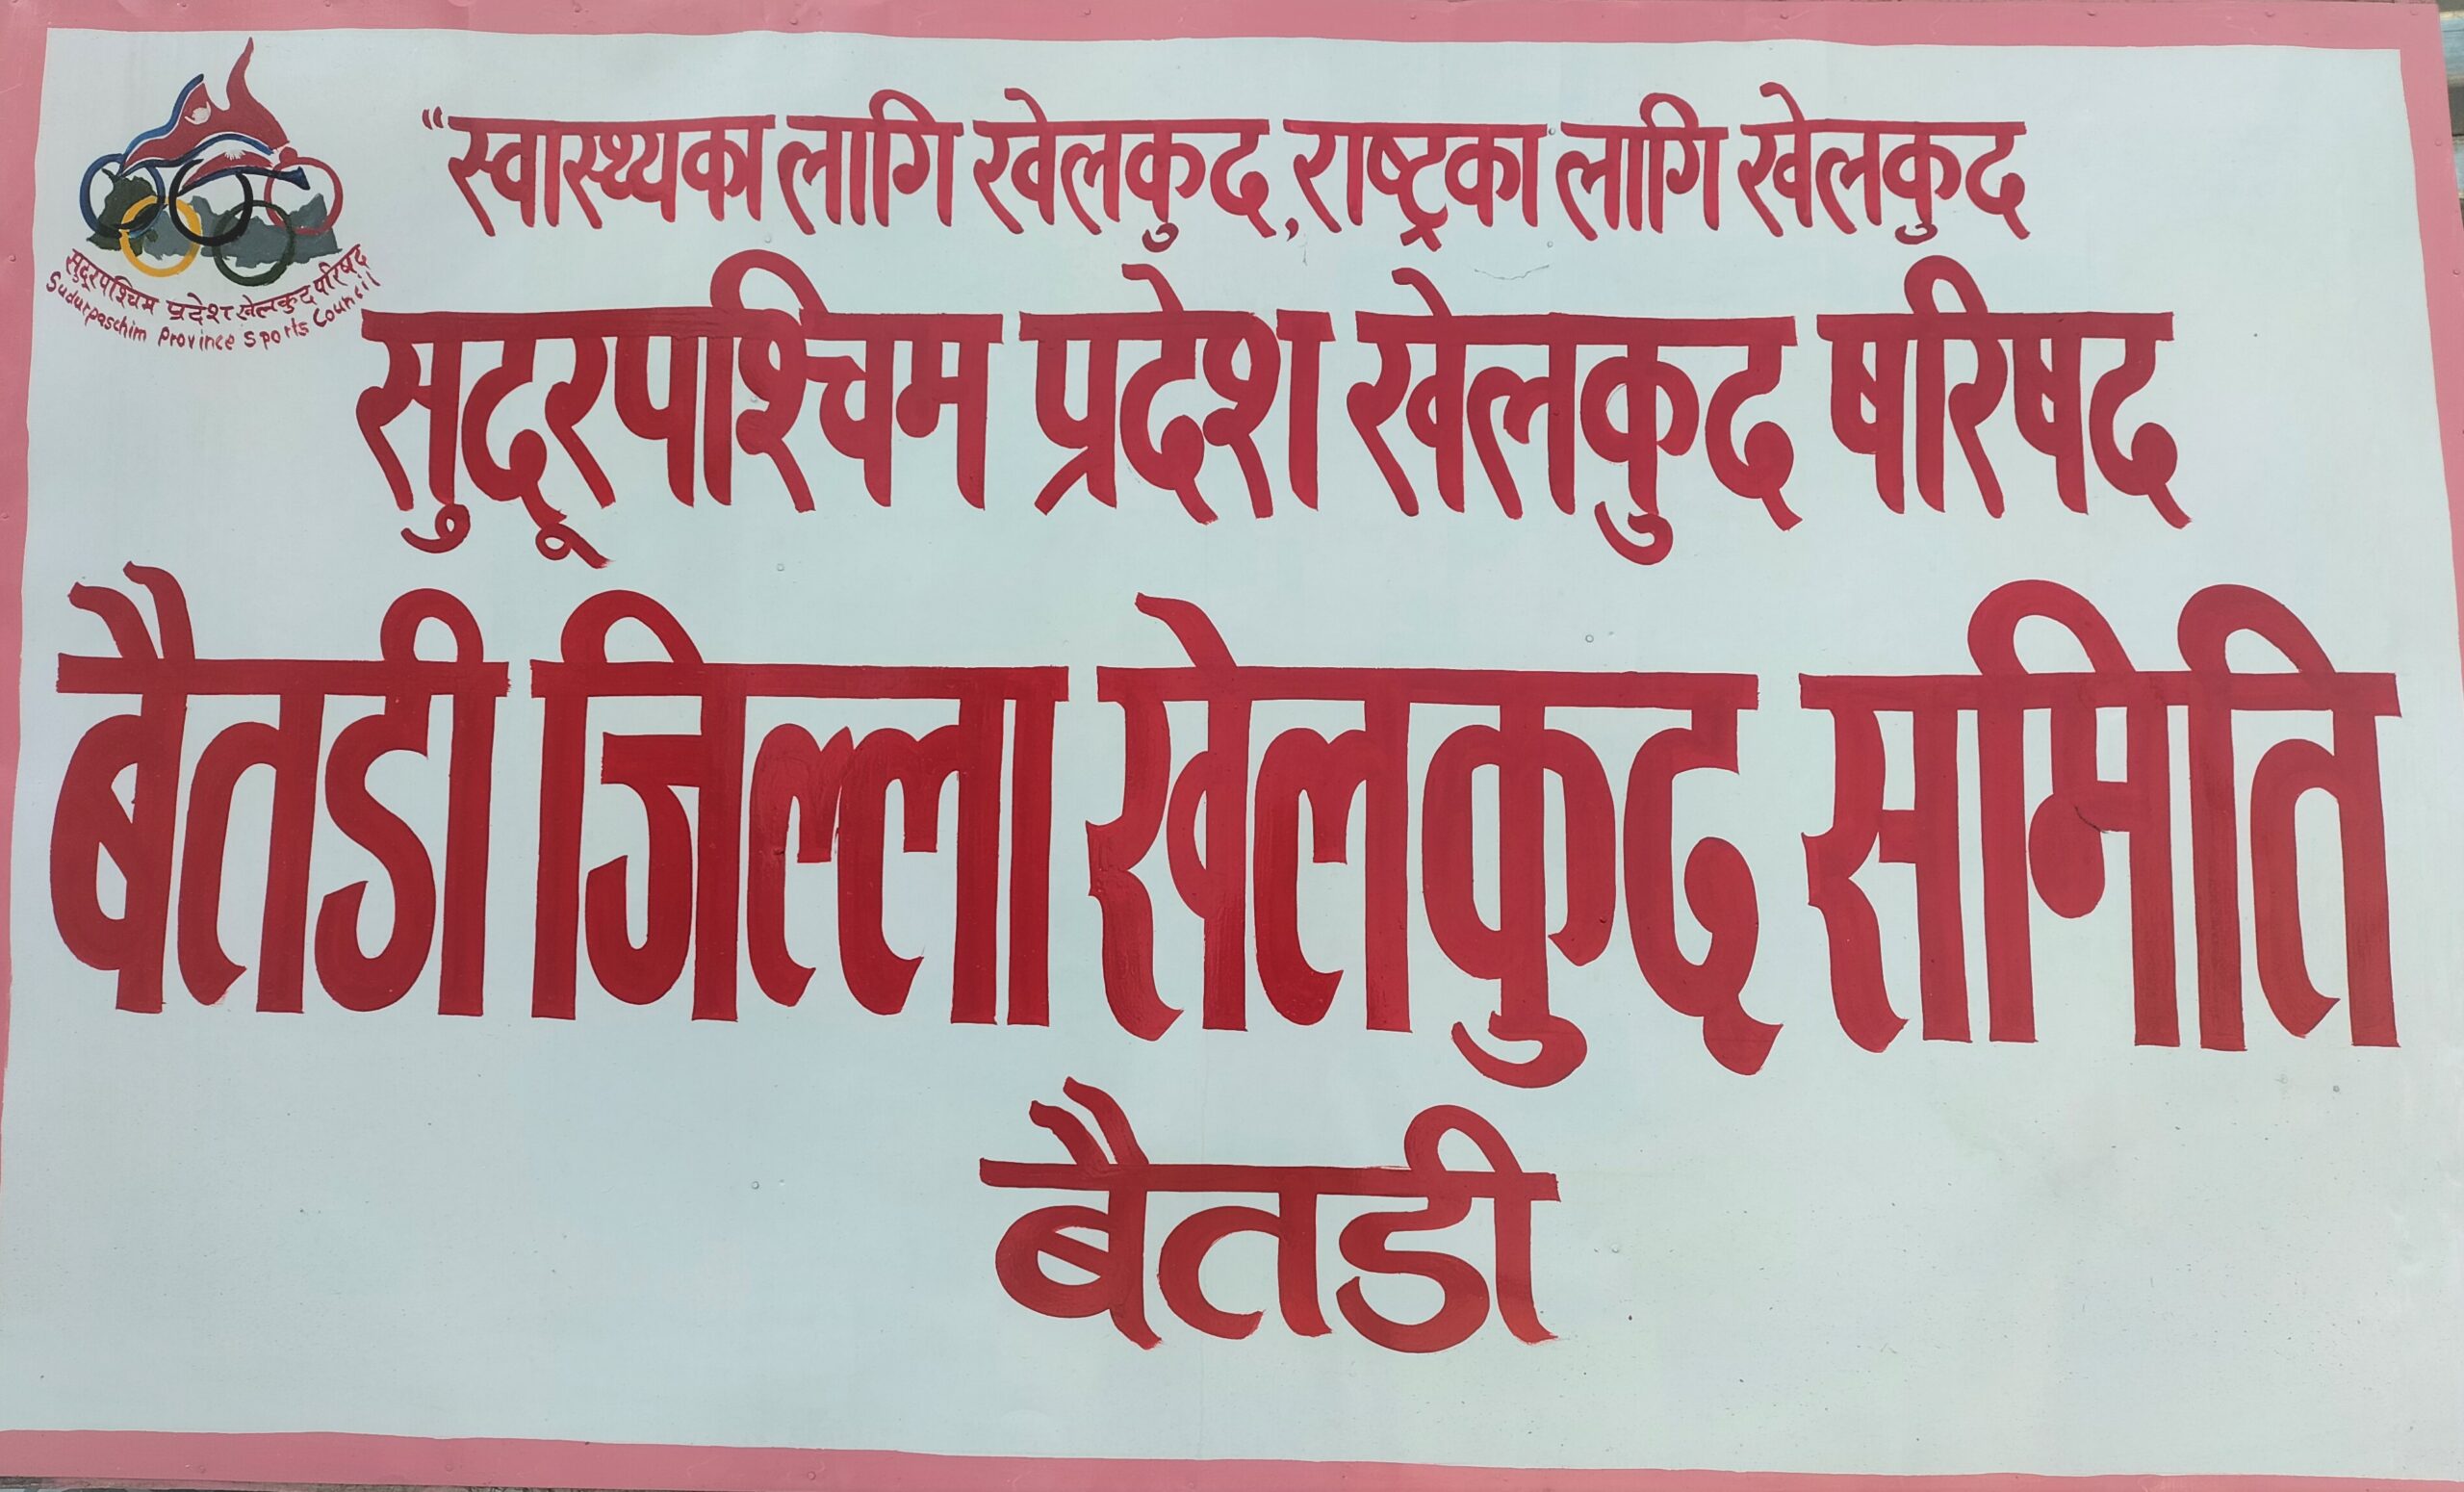 “स्वास्थ्यका लागि खेलकुद, राष्ट्रका लागि खेलकुद
सुदूरपश्चिम प्रदेश खेलकुद परिषद
Sudurpaschim Province Sports Council
सुदूरपश्चिम प्रदेश खेलकुद षरिषद
बैतडी जिल्ला खेलकुद समिति
बैतडी